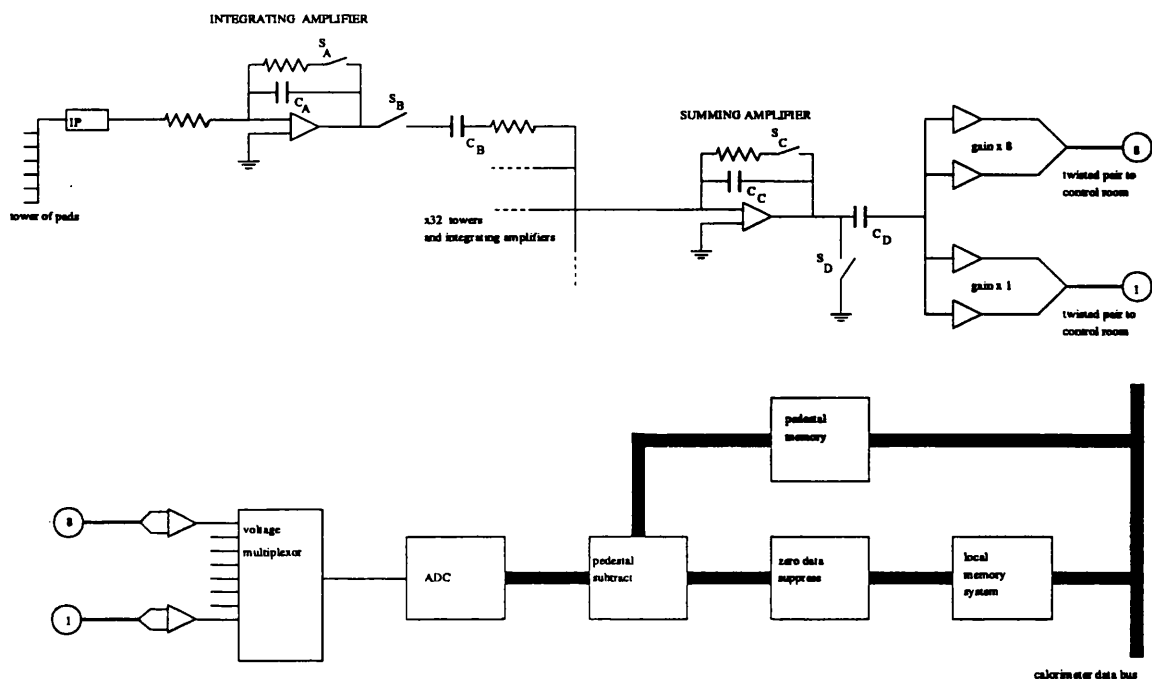 INTEGRATING AMPLIFIER
S A
C A
IP
S B
C B
tower of pads
x32 towers
and integrating amplifiers
SUMMING AMPLIFIER
S C
C C
S D
C D
gain x 8
8
twisted pair to
control room
gain x 1
1
twisted pair to
control room
pedestal
memory
8
voltage
multiplexor
ADC
pedestal
subtract
zero data
suppress
local
memory
system
1
calorimeter data bus